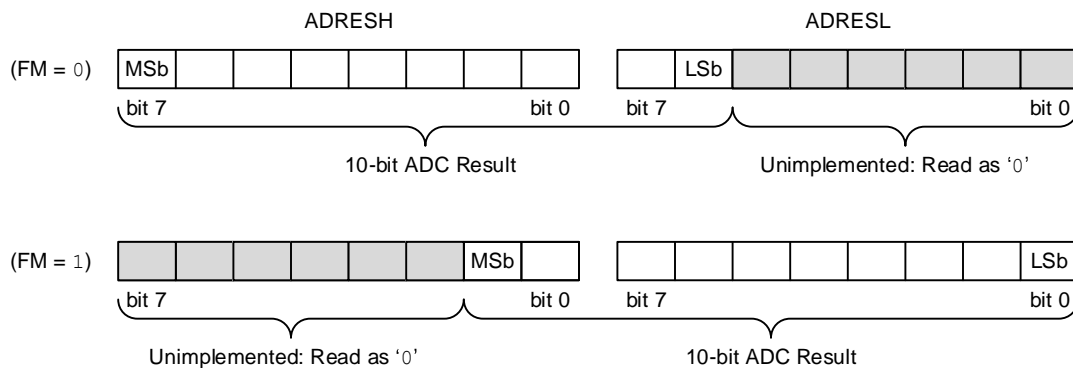 ADRESH ADRESL
(FM = 0) MSb LSb
bit 7 bit 0 bit 7 bit 0
10-bit ADC Result Unimplemented: Read as ‘0’
(FM = 1) MSb LSb
bit 7 bit 0 bit 7 bit 0
Unimplemented: Read as ‘0’ 10-bit ADC Result